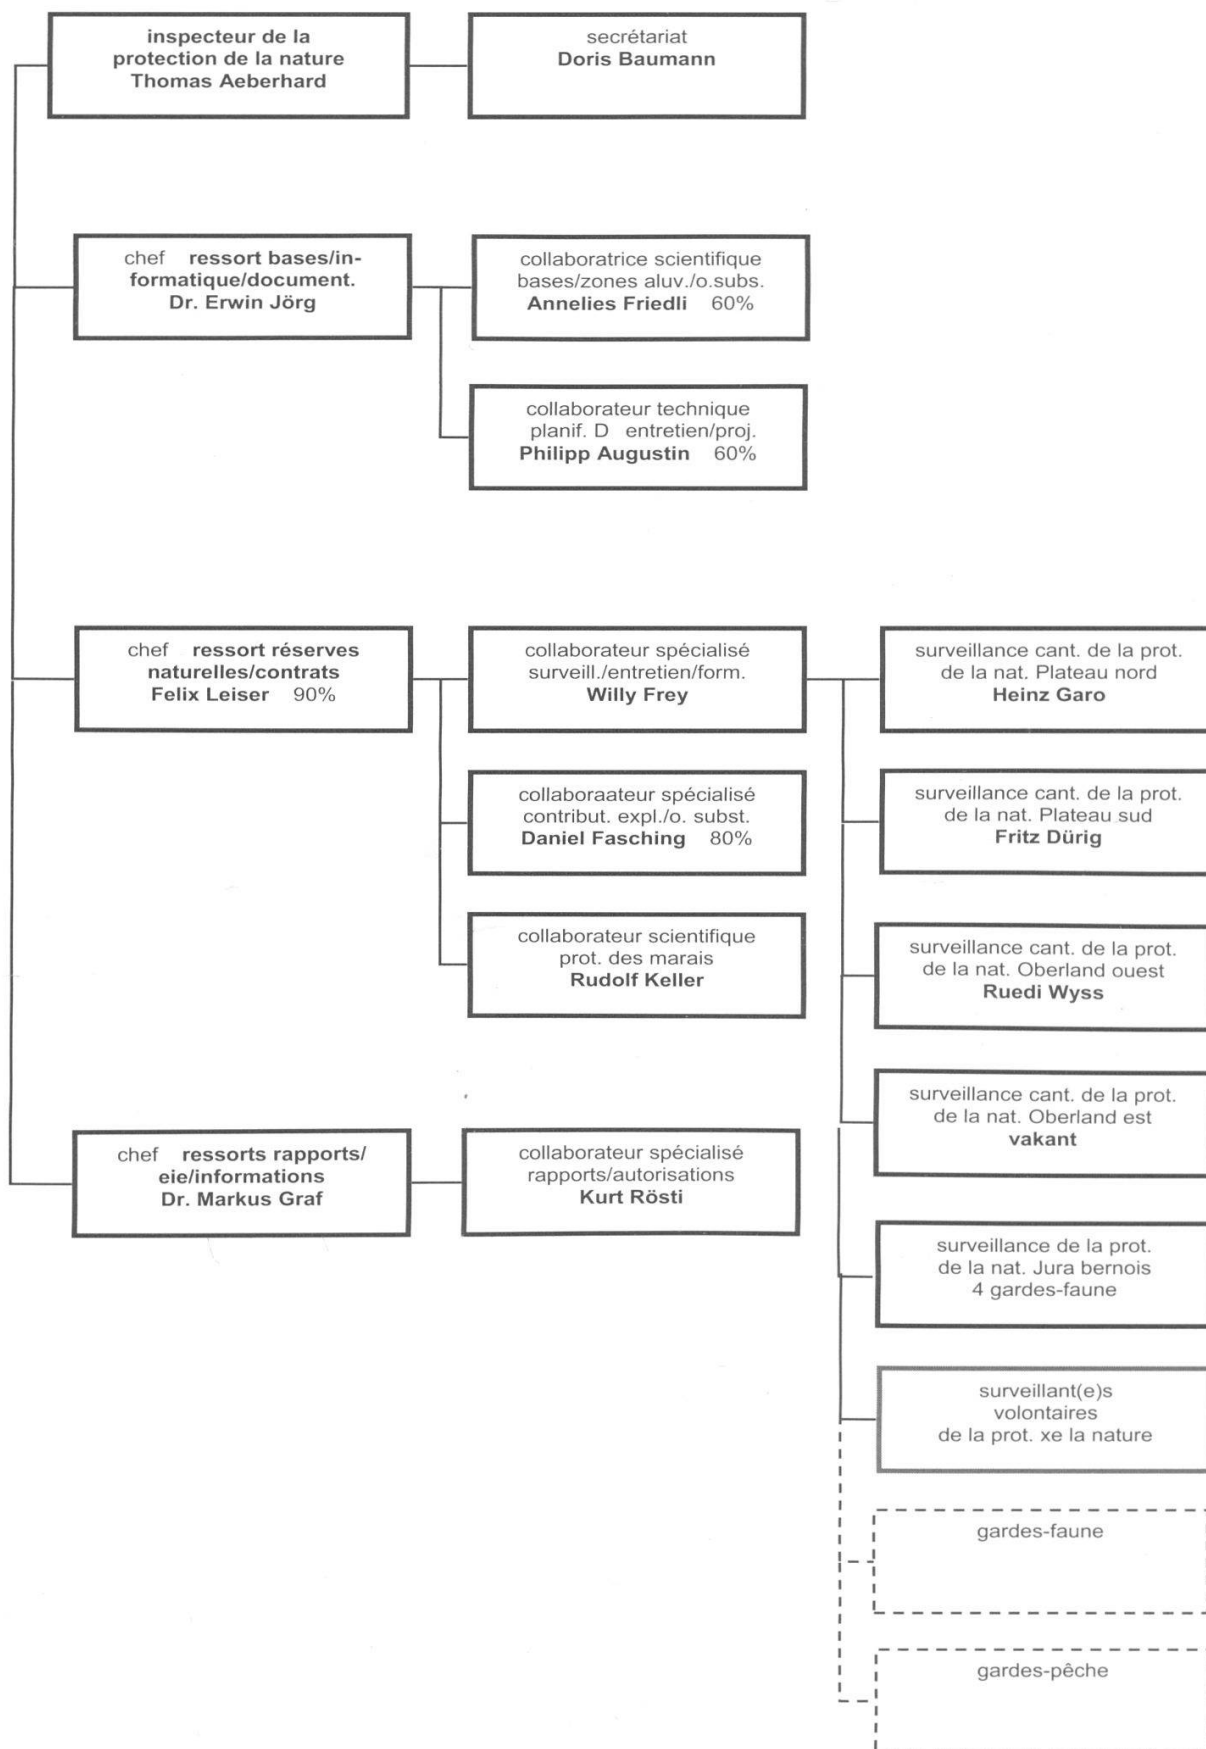 inspecteur de la
protection de la nature
Thomas Aeberhard
secrétariat
Doris Baumann
chef ressort bases/in-
formatique/document.
Dr. Erwin Jörg
collaboratrice scientifique
bases/zones aluv./o.subs.
Annelies Friedli 60%
collaborateur technique
planif. D entretien/proj.
Philipp Augustin 60%
chef ressort réserves
naturelles/contrats
Felix Leiser 90%
collaborateur spécialisé
surveill./entretien/form.
Willy Frey
surveillance cant. de la prot.
de la nat. Plateau nord
Heinz Garo
collaboraateur spécialisé
contribut. expl./o. subst.
Daniel Fasching 80%
surveillance cant. de la prot.
de la nat. Plateau sud
Fritz Dürig
collaborateur scientifique
prot. des marais
Rudolf Keller
surveillance cant. de la prot.
de la nat. Oberland ouest
Ruedi Wyss
surveillance cant. de la prot.
de la nat. Oberland est
vakant
chef ressorts rapports/
eie/informations
Dr. Markus Graf
collaborateur spécialisé
rapports/autorisations
Kurt Rösti
surveillance de la prot.
de la nat. Jura bernois
4 gardes-faune
surveillant(e)s
volontaires
de la prot. xe la nature
gardes-faune
gardes-pêche